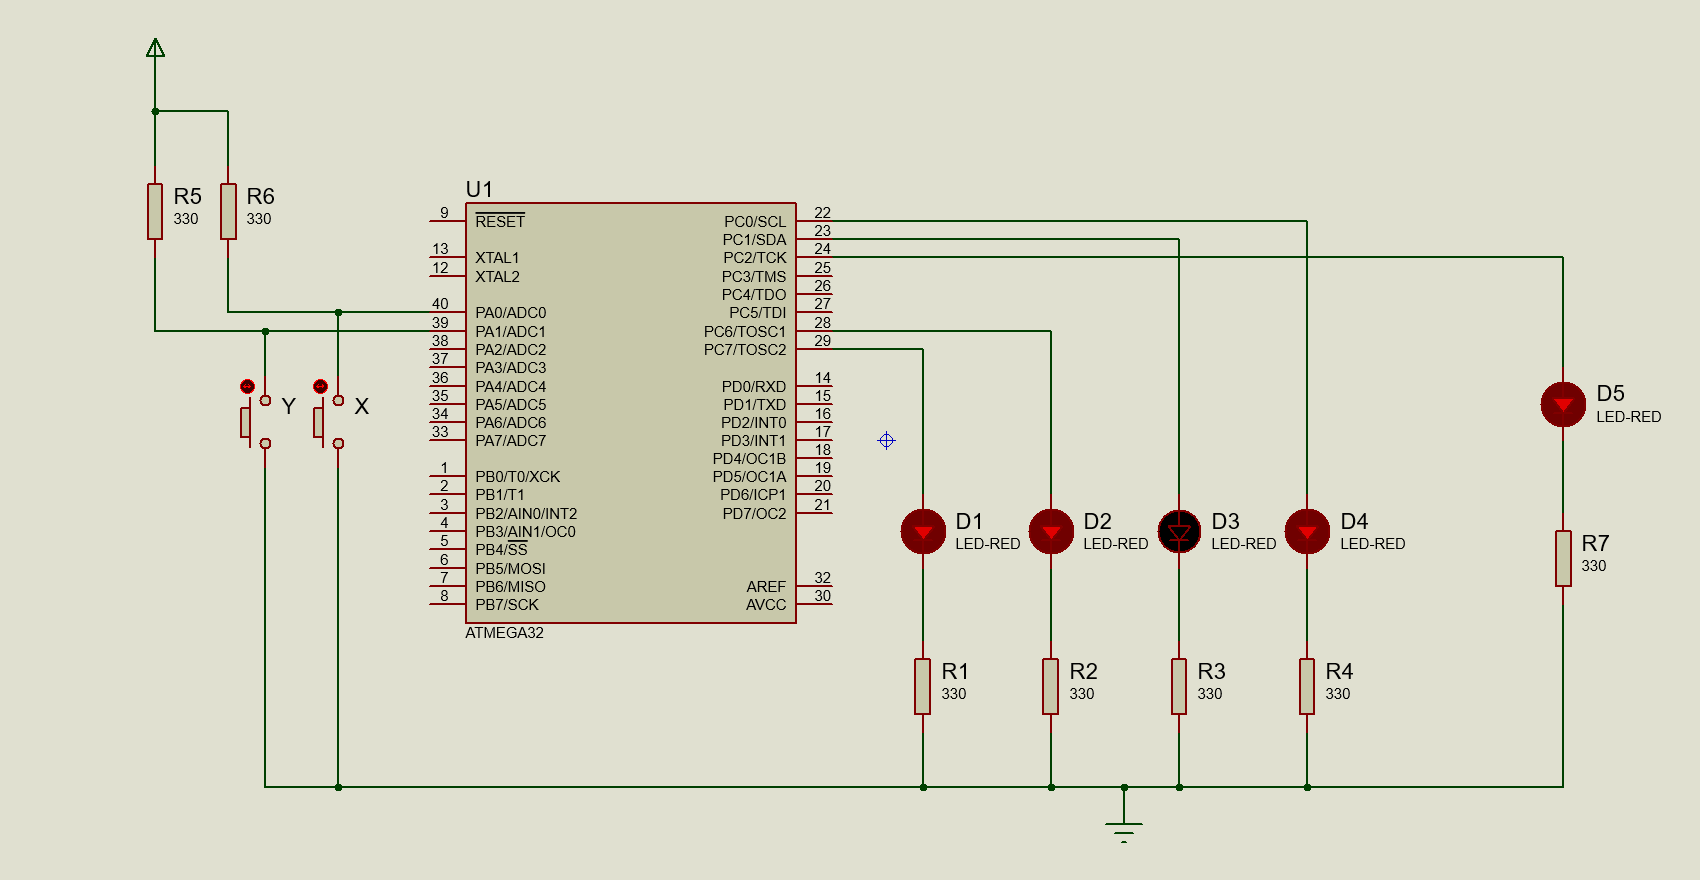 R5
330
R6
330
U1
9
RESET
13
XTAL1
12
XTAL2
40
PA0/ADC0
39
PA1/ADC1
38
PA2/ADC2
37
PA3/ADC3
36
PA4/ADC4
35
PA5/ADC5
34
PA6/ADC6
33
PA7/ADC7
1
PB0/T0/XCK
2
PB1/T1
3
PB2/AIN0/INT2
4
PB3/AIN1/OC0
5
PB4/SS
6
PB5/MOSI
7
PB6/MISO
8
PB7/SCK
PC0/SCL
22
PC1/SDA
23
PC2/TCK
24
PC3/TMS
25
PC4/TDO
26
PC5/TDI
27
PC6/TOSC1
28
PC7/TOSC2
29
PD0/RXD
14
PD1/TXD
15
PD2/INT0
16
PD3/INT1
17
PD4/OC1B
18
PD5/OC1A
19
PD6/ICP1
20
PD7/OC2
21
AREF
32
AVCC
30
ATMEGA32
Y
X
D1
LED-RED
D2
LED-RED
D3
LED-RED
D4
LED-RED
D5
LED-RED
R1
330
R2
330
R3
330
R4
330
R7
330